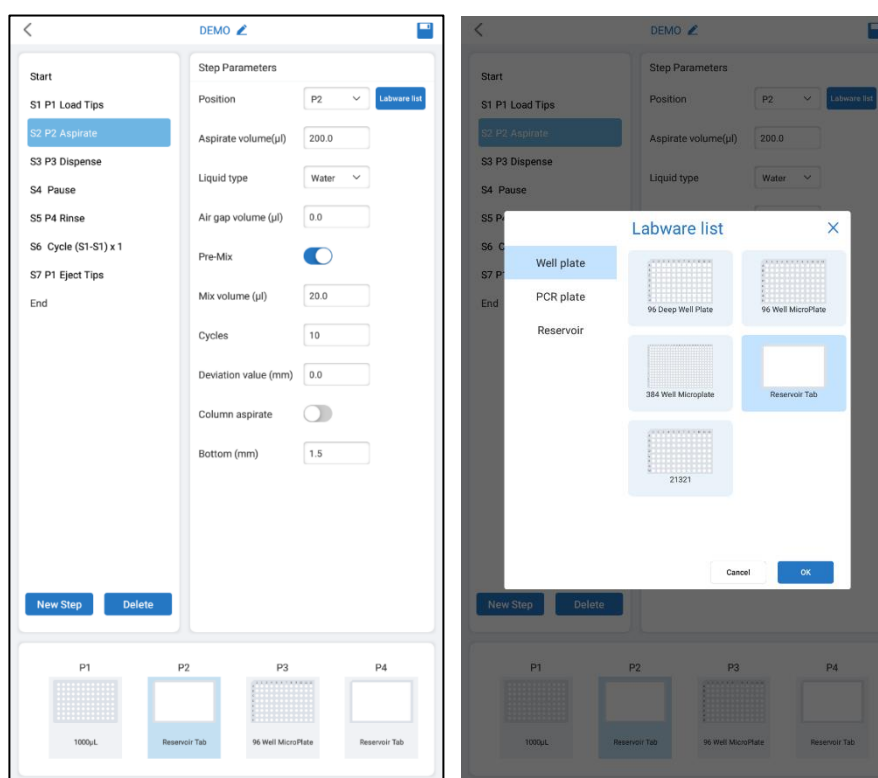 DEMO
Start
S1 P1 Load Tips
S2 P2 Aspirate
S3 P3 Dispense
S4 Pause
S5 P4 Rinse
S6 Cycle (S1-S1) x 1
S7 P1 Eject Tips
End
New Step Delete
Step Parameters
Position P2 Labware list
Aspirate volume(μl) 200.0
Liquid type Water
Air gap volume (μl) 0.0
Pre-Mix
Mix volume (μl) 20.0
Cycles 10
Deviation value (mm) 0.0
Column aspirate
Bottom (mm) 1.5
P1 P2 P3 P4
1000μL Reservoir Tab 96 Well MicroPlate Reservoir Tab
DEMO
Start
S1 P1 Load Tips
S2 P2 Aspirate
S3 P3 Dispense
S4 Pause
S5 P
S6 C
S7 P
End
New Step Delete
Step Parameters
Position P2 Labware list
Aspirate volume(μl) 200.0
Liquid type Water
Labware list
Well plate
PCR plate
Reservoir
96 Deep Well Plate 96 Well MicroPlate
384 Well Microplate Reservoir Tab
21321
Cancel OK
P1 P2 P3 P4
1000μL Reservoir Tab 96 Well MicroPlate Reservoir Tab